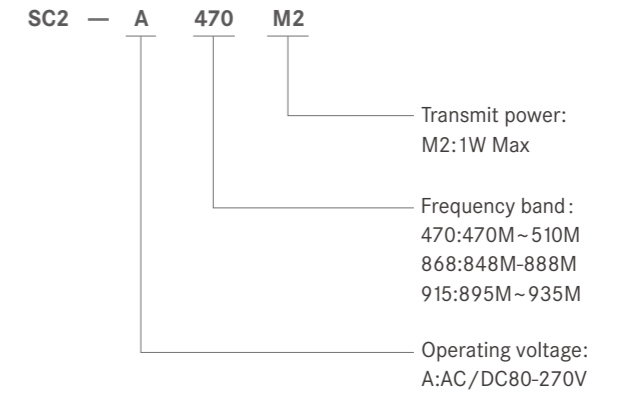 SC2 — A 470 M2
Transmit power:
M2:1W Max
Frequency band:
470:470M~510M
868:848M-888M
915:895M~935M
Operating voltage:
A:AC/DC80-270V